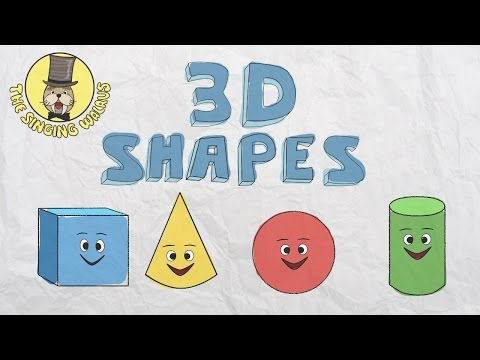 THE SINGING WALRUS
3D
SHAPES